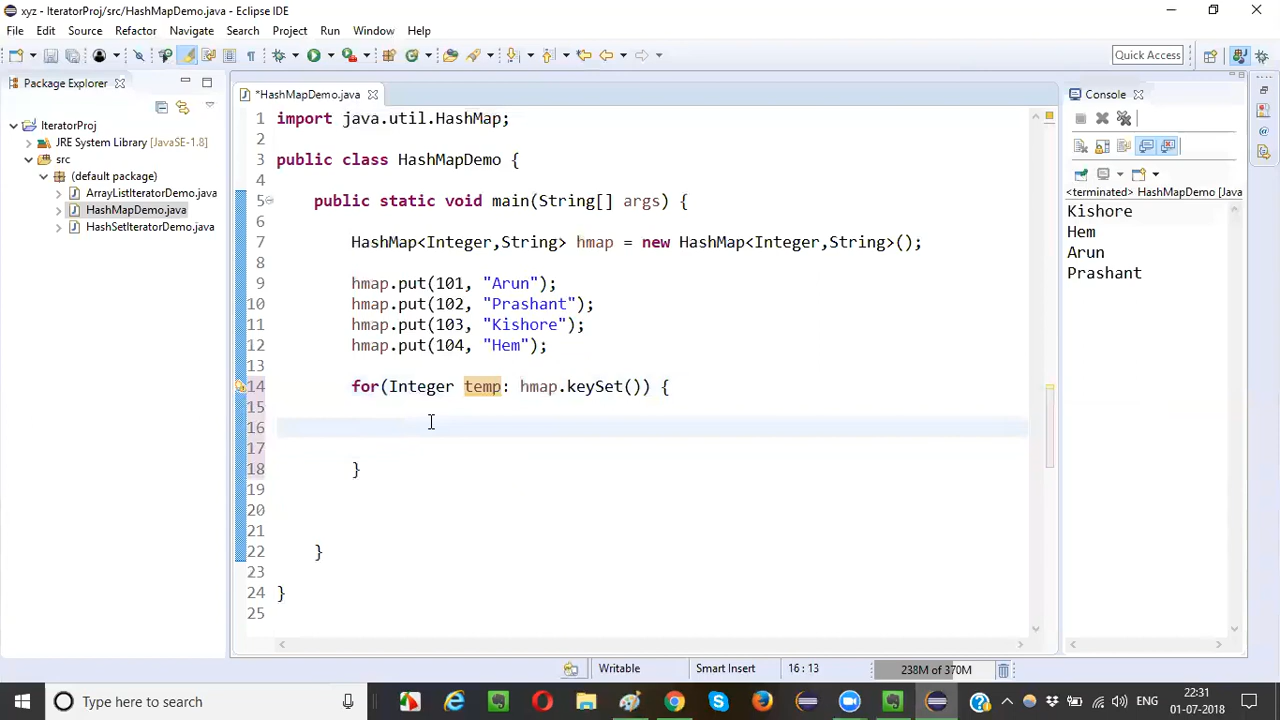 xyz - IteratorProj/src/HashMapDemo.java - Eclipse IDE
File Edit Source Refactor Navigate Search Project Run Window Help
Quick Access
Package Explorer
IteratorProj
JRE System Library [JavaSE-1.8]
src
(default package)
ArrayListIteratorDemo.java
HashMapDemo.java
HashSetIteratorDemo.java
*HashMapDemo.java
1 import java.util.HashMap;
2
3 public class HashMapDemo {
4
5 public static void main(String[] args) {
6
7 HashMap<Integer,String> hmap = new HashMap<Integer,String>();
8
9 hmap.put(101, "Arun");
10 hmap.put(102, "Prashant");
11 hmap.put(103, "Kishore");
12 hmap.put(104, "Hem");
13
14 for(Integer temp: hmap.keySet()) {
15
16
17
18 }
19
20
21
22 }
23
24 }
25
Console
<terminated> HashMapDemo [Java
Kishore
Hem
Arun
Prashant
Writable Smart Insert 16 : 13 238M of 370M
Type here to search
ENG
22:31
01-07-2018